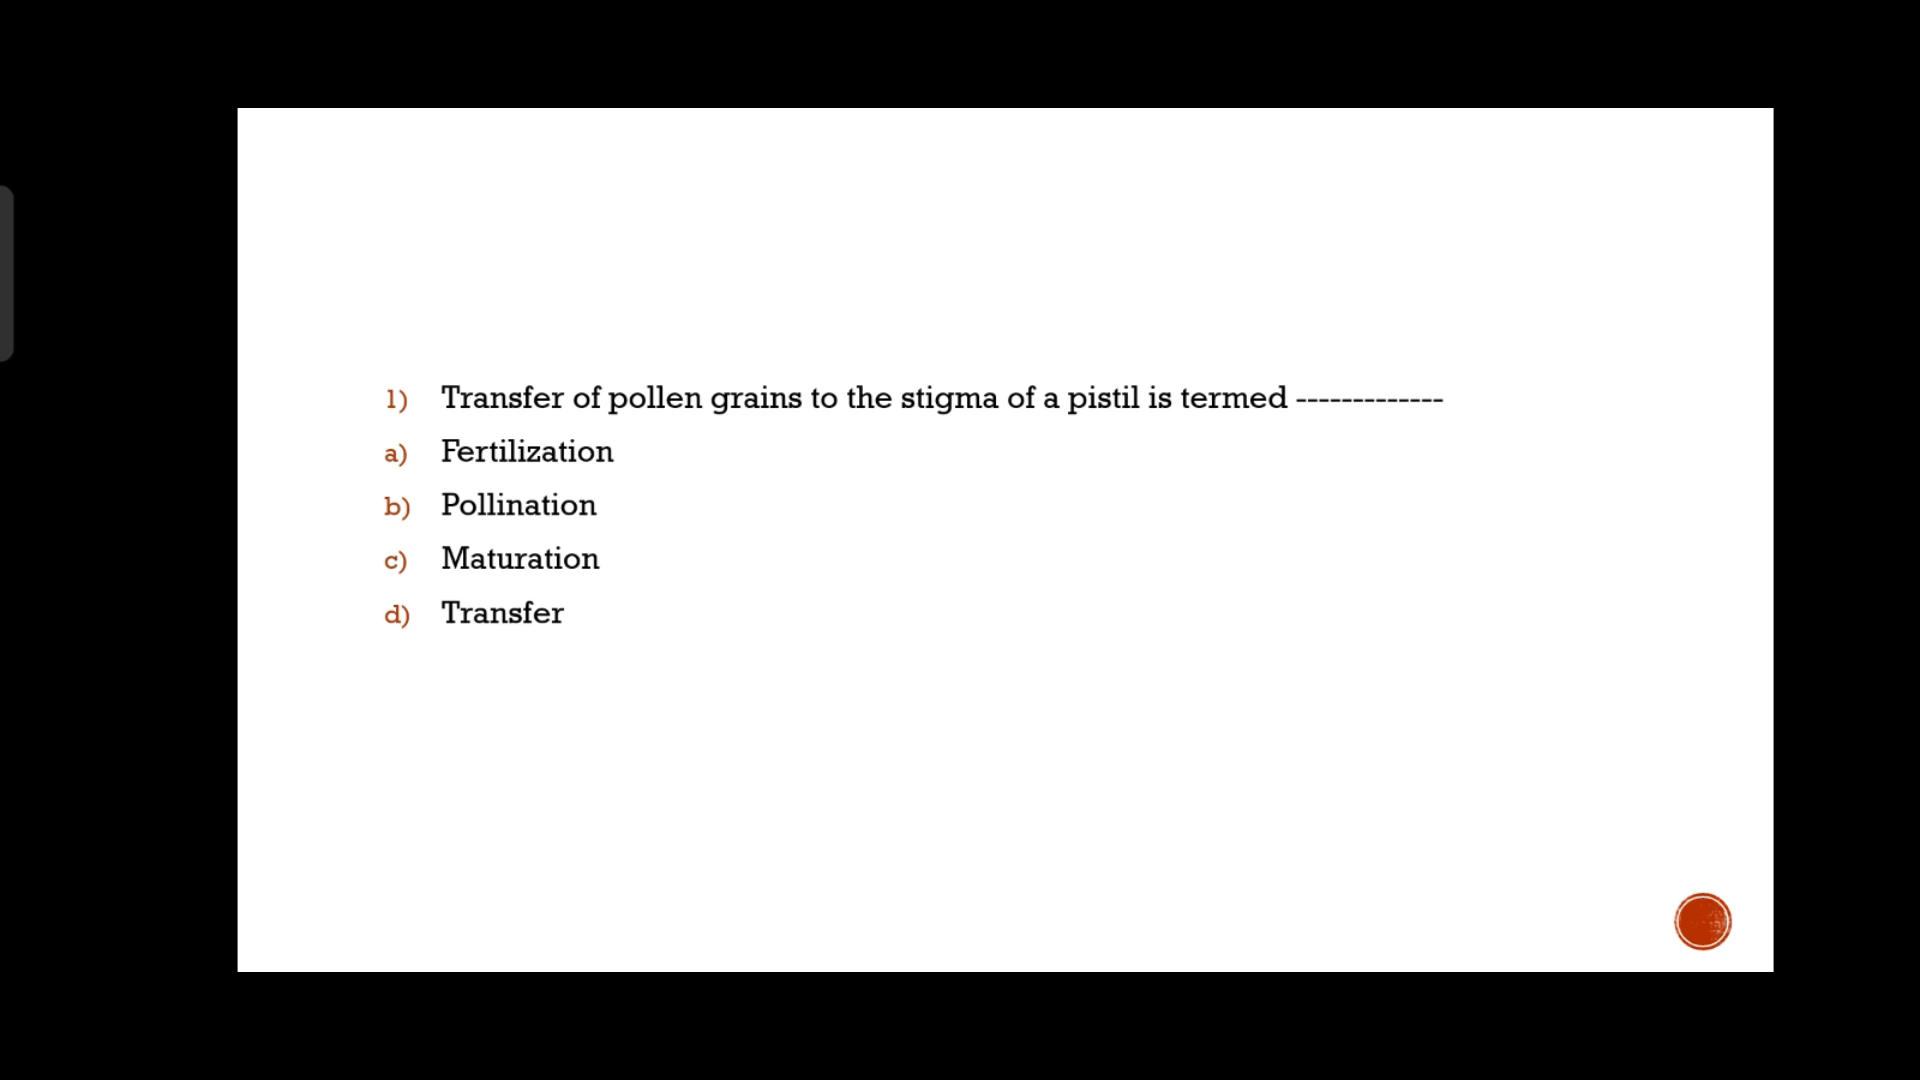 1) Transfer of pollen grains to the stigma of a pistil is termed -------------
a) Fertilization
b) Pollination
c) Maturation
d) Transfer